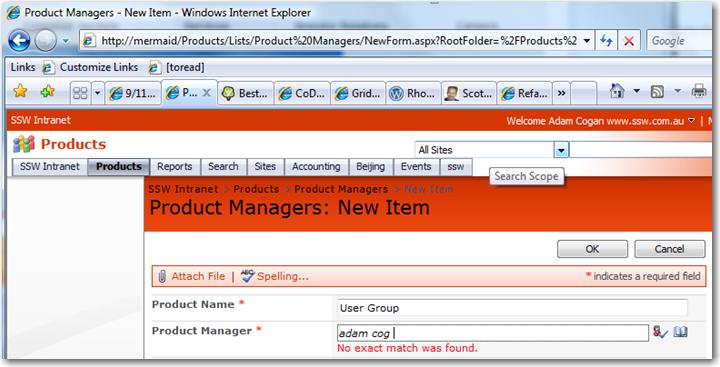 Product Managers - New Item - Windows Internet Explorer
http://mermaid/Products/Lists/Product%20Managers/NewForm.aspx?RootFolder=%2FProducts%2 Google
Links Customize Links [toread]
9/11... P... X Best... CoD... Grid... Rho... Scot... Refa... »
SSW Intranet Welcome Adam Cogan www.ssw.com.au
Products All Sites
SSW Intranet Products Reports Search Sites Accounting Beijing Events ssw
Search Scope
SSW Intranet > Products > Product Managers > New Item
Product Managers: New Item
OK Cancel
Attach File | ABC Spelling... * indicates a required field
Product Name * User Group
Product Manager * adam cog
No exact match was found.